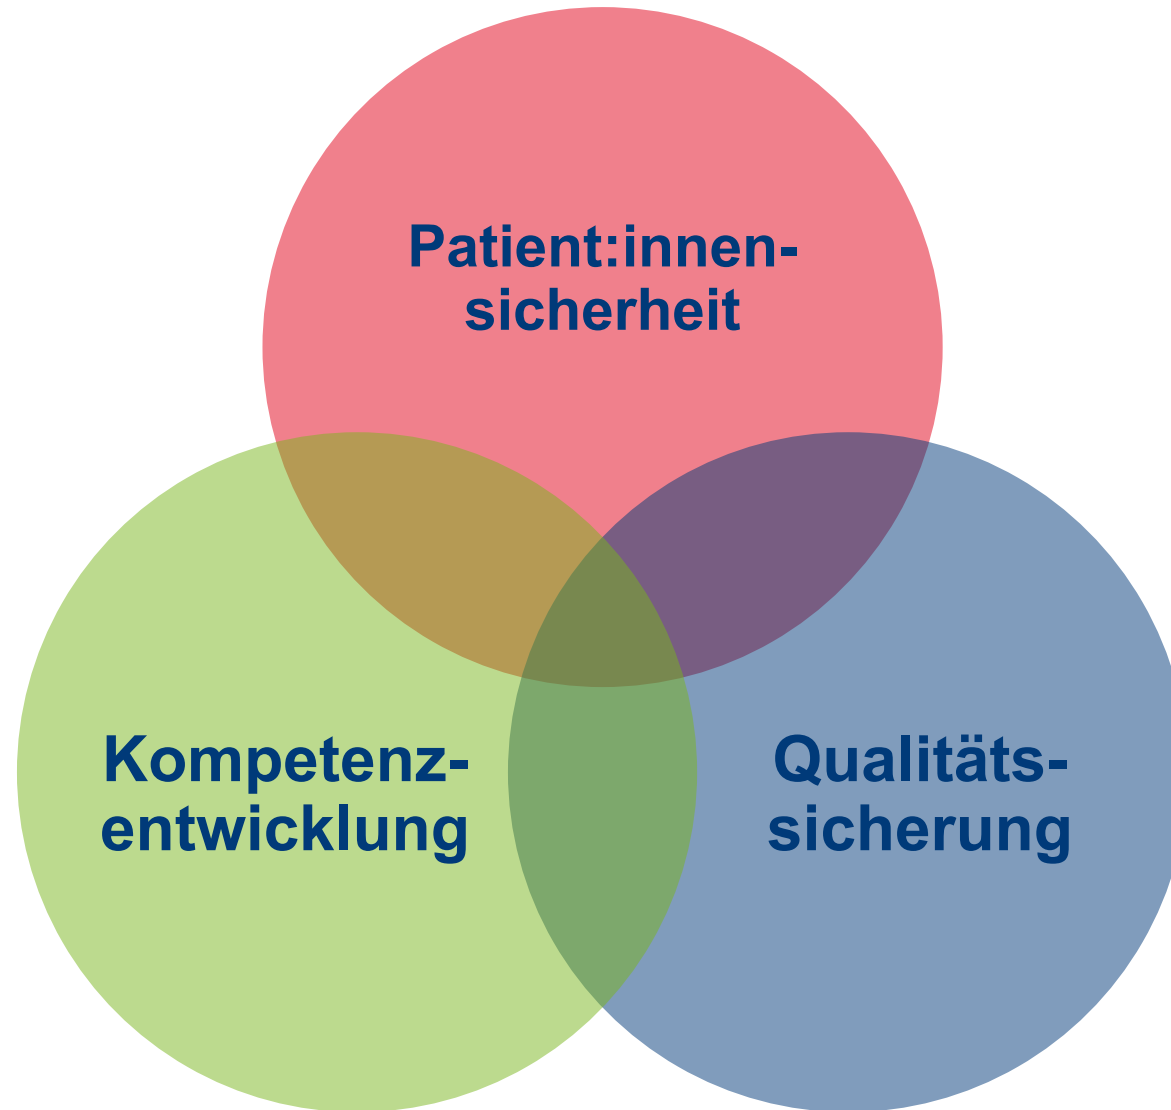 Patient:innen-
sicherheit
Kompetenz-
entwicklung
Qualitäts-
sicherung